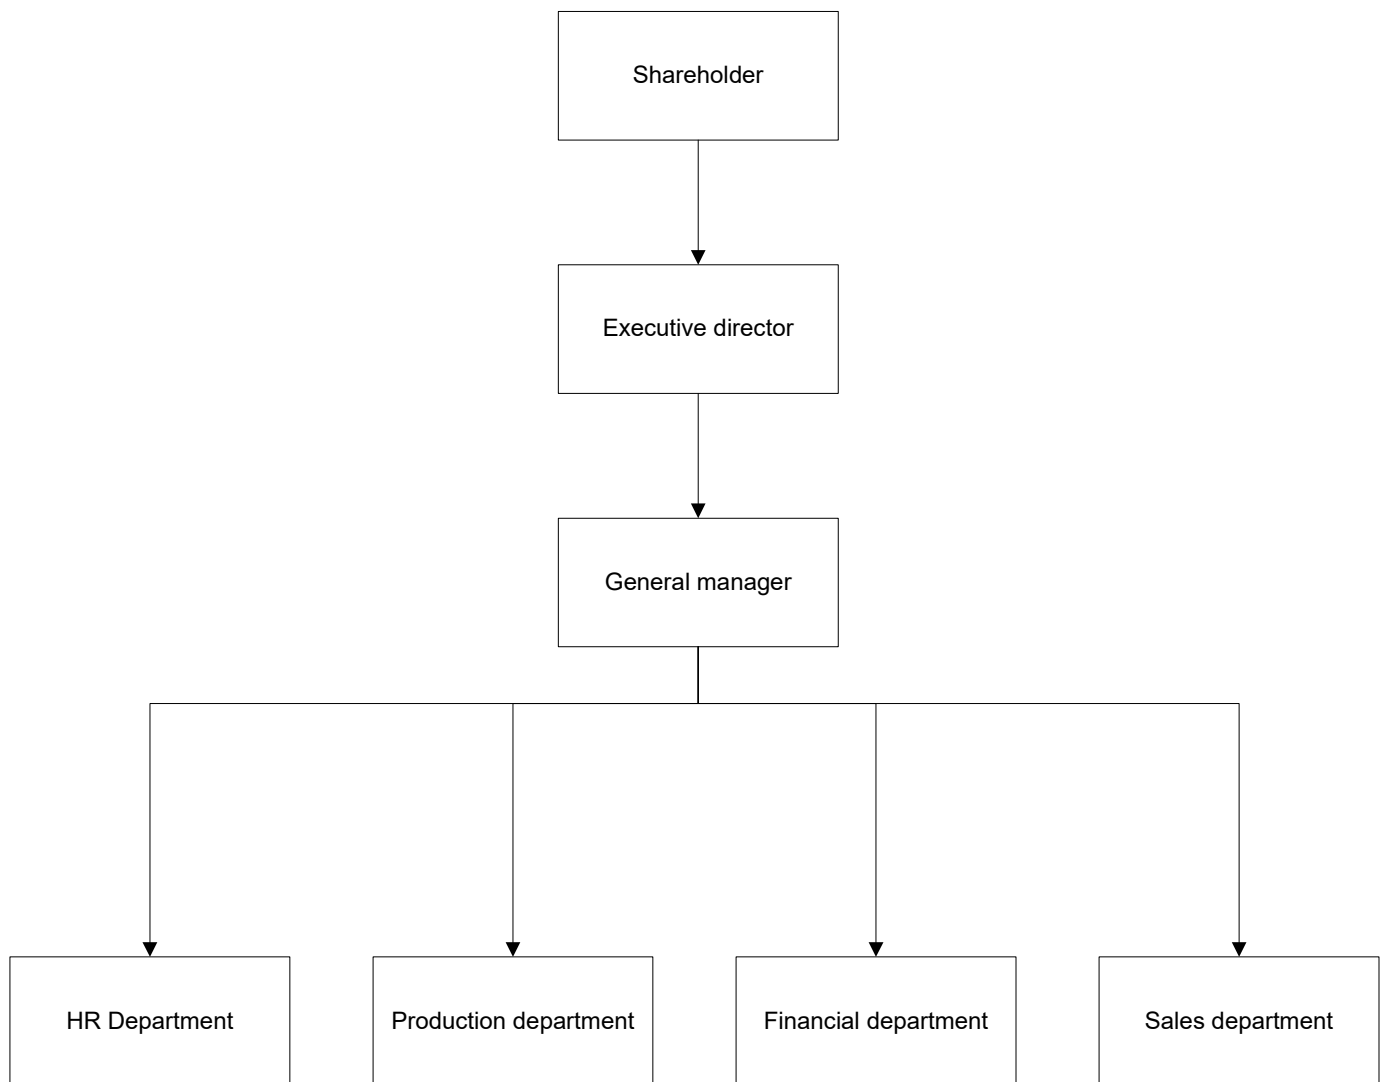 Shareholder
Executive director
General manager
HR Department
Production department
Financial department
Sales department